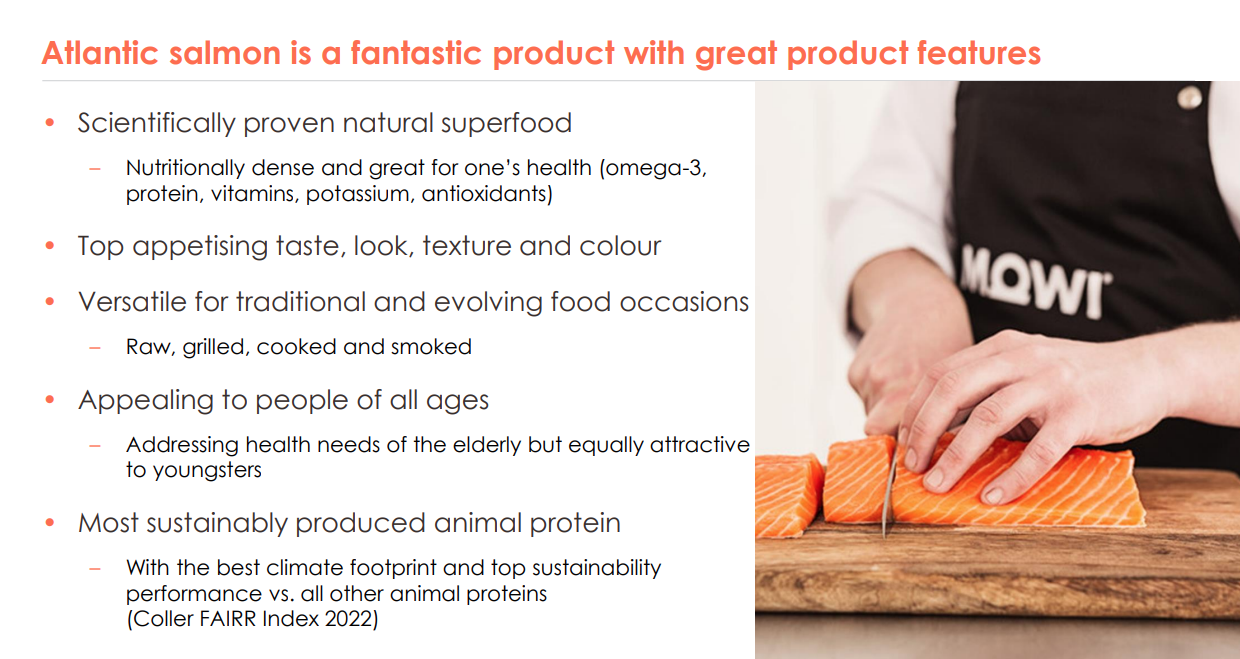 Atlantic salmon is a fantastic product with great product features
• Scientifically proven natural superfood
– Nutritionally dense and great for one's health (omega-3,
protein, vitamins, potassium, antioxidants)
• Top appetising taste, look, texture and colour
• Versatile for traditional and evolving food occasions
– Raw, grilled, cooked and smoked
• Appealing to people of all ages
– Addressing health needs of the elderly but equally attractive
to youngsters
• Most sustainably produced animal protein
– With the best climate footprint and top sustainability
performance vs. all other animal proteins
(Coller FAIRR Index 2022)
MOWI